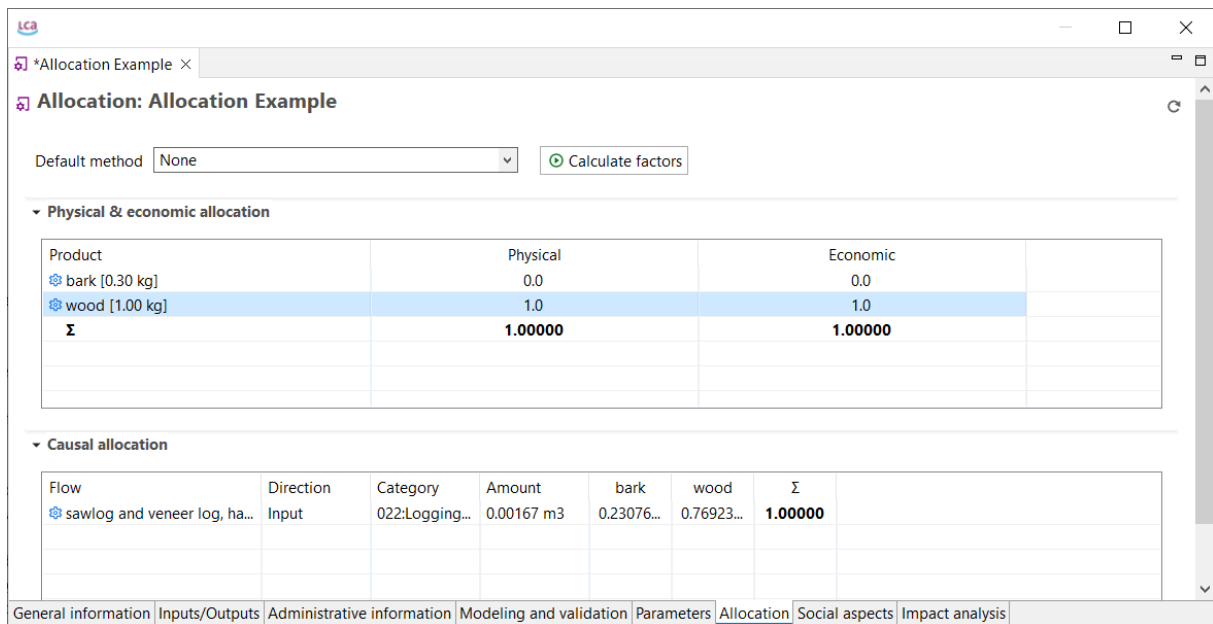 LCA
*Allocation Example
Allocation: Allocation Example
Default method None Calculate factors
Physical & economic allocation
Product Physical Economic
bark [0.30 kg] 0.0 0.0
wood [1.00 kg] 1.0 1.0
Σ 1.00000 1.00000
Causal allocation
Flow Direction Category Amount bark wood Σ
sawlog and veneer log, ha... Input 022:Logging... 0.00167 m3 0.23076... 0.76923... 1.00000
General information Inputs/Outputs Administrative information Modeling and validation Parameters Allocation Social aspects Impact analysis